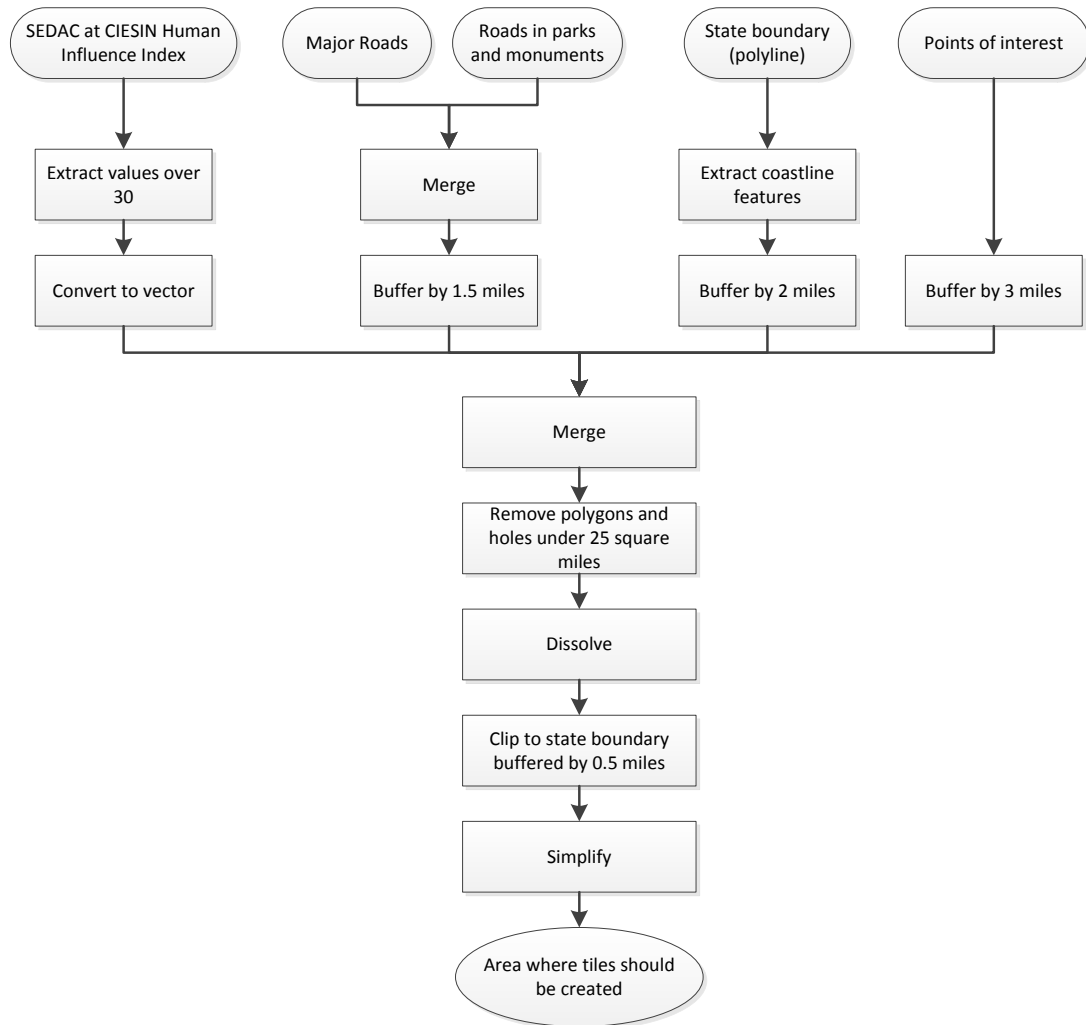 SEDAC at CIESIN Human
Influence Index
Major Roads
Roads in parks
and monuments
State boundary
(polyline)
Points of interest
Extract values over
30
Merge
Extract coastline
features
Convert to vector
Buffer by 1.5 miles
Buffer by 2 miles
Buffer by 3 miles
Merge
Remove polygons and
holes under 25 square
miles
Dissolve
Clip to state boundary
buffered by 0.5 miles
Simplify
Area where tiles should
be created